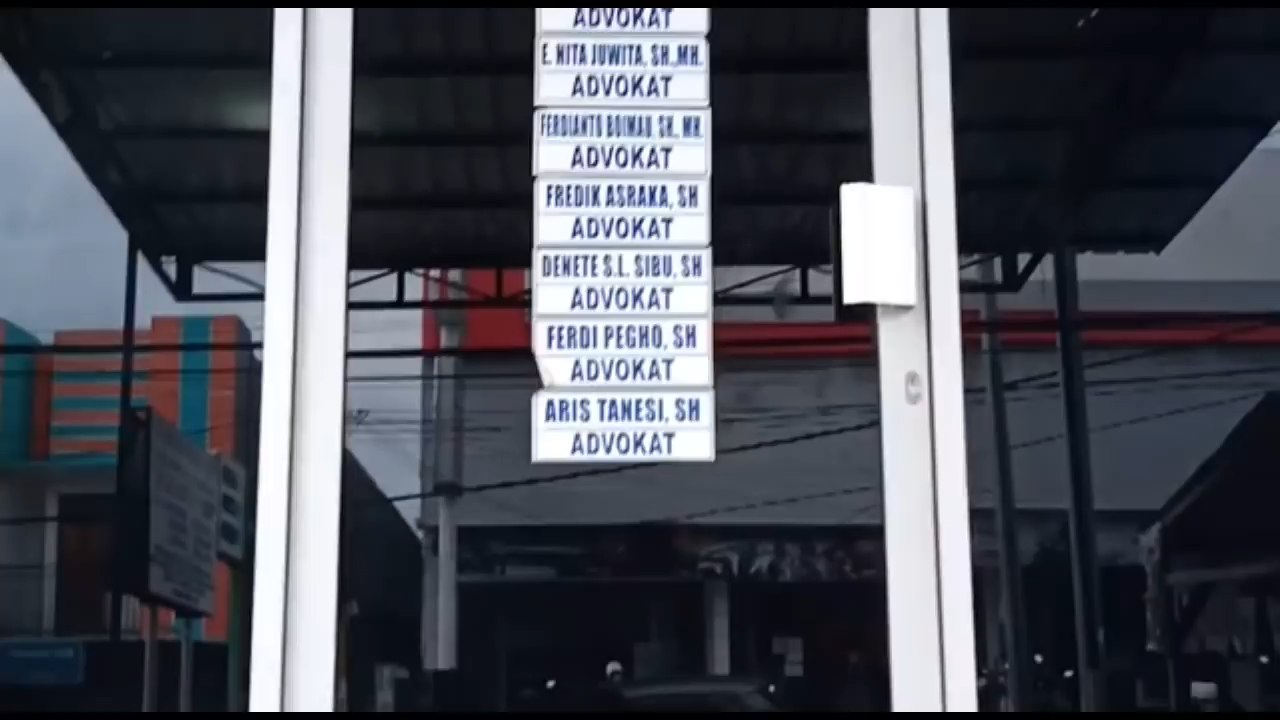 ADVOKAT
E. NITA JUWITA, SH.,MH.
ADVOKAT
FERDIANTO BOIMAU, SH., MH.
ADVOKAT
FREDIK ASRAKA, SH
ADVOKAT
DENETE S.L. SIBU, SH
ADVOKAT
FERDI PEGHO, SH
ADVOKAT
ARIS TANESI, SH
ADVOKAT